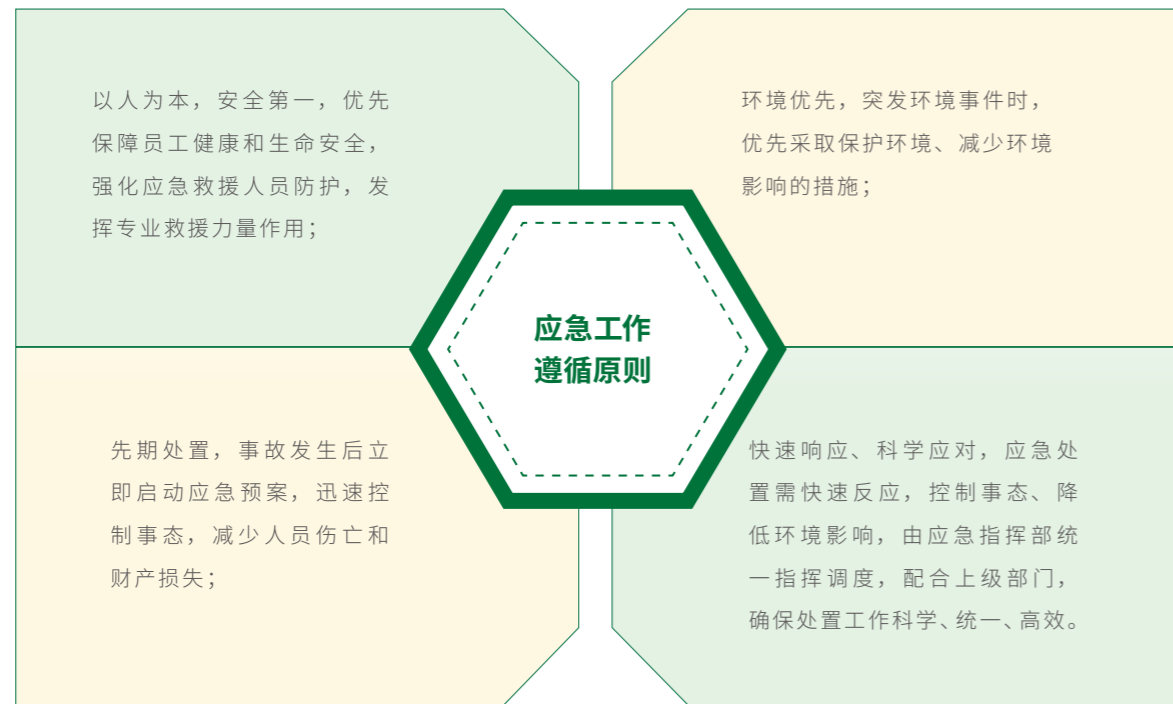 以人为本，安全第一，优先
保障员工健康和生命安全，
强化应急救援人员防护，发
挥专业救援力量作用；
环境优先，突发环境事件时，
优先采取保护环境、减少环境
影响的措施；
应急工作
遵循原则
先期处置，事故发生后立
即启动应急预案，迅速控
制事态，减少人员伤亡和
财产损失；
快速响应、科学应对，应急处
置需快速反应，控制事态、降
低环境影响，由应急指挥部统
一指挥调度，配合上级部门，
确保处置工作科学、统一、高效。